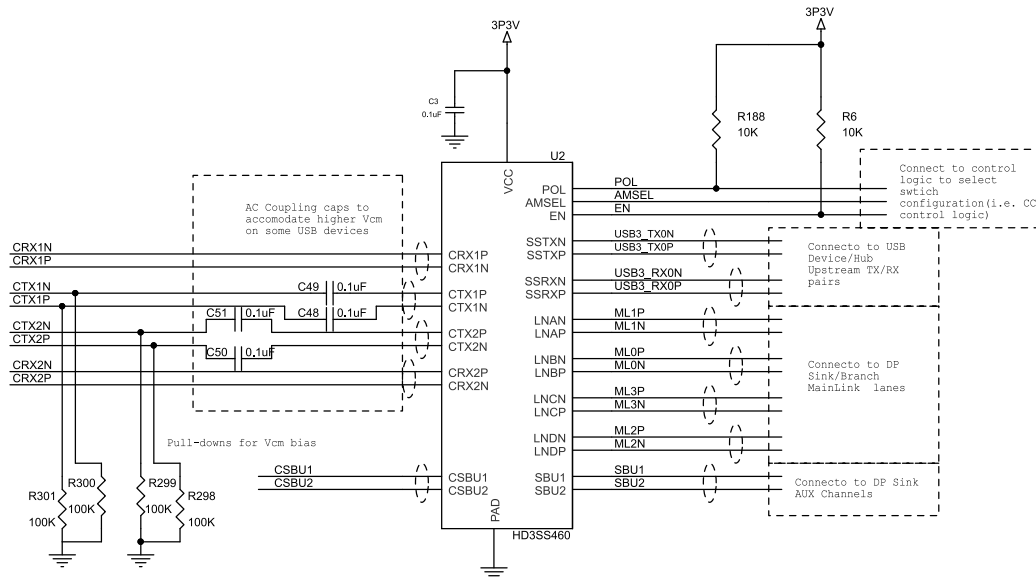 3P3V
3P3V
C3
0.1uF
R188
10K
R6
10K
U2
VCC
POL
AMSEL
EN
POL
AMSEL
EN
Connect to control
logic to select
swtich
configuration(i.e. CC
control logic)
AC Coupling caps to
accomodate higher Vcm
on some USB devices
CRX1N
CRX1P
CTX1N
CTX1P
CTX2N
CTX2P
CRX2N
CRX2P
C49
0.1uF
C51
0.1uF
C48
0.1uF
C50
0.1uF
CRX1P
CRX1N
CTX1P
CTX1N
CTX2P
CTX2N
CRX2P
CRX2N
CSBU1
CSBU2
CSBU1
CSBU2
SSTXN
SSTXP
SSRXN
SSRXP
LNAN
LNAP
LNBN
LNBP
LNCN
LNCP
LNDN
LNDP
SBU1
SBU2
USB3_TX0N
USB3_TX0P
USB3_RX0N
USB3_RX0P
ML1P
ML1N
ML0P
ML0N
ML3P
ML3N
ML2P
ML2N
SBU1
SBU2
Connecto to USB
Device/Hub
Upstream TX/RX
pairs
Connecto to DP
Sink/Branch
MainLink lanes
Connecto to DP Sink
AUX Channels
Pull-downs for Vcm bias
R301
100K
R300
100K
R299
100K
R298
100K
PAD
HD3SS460